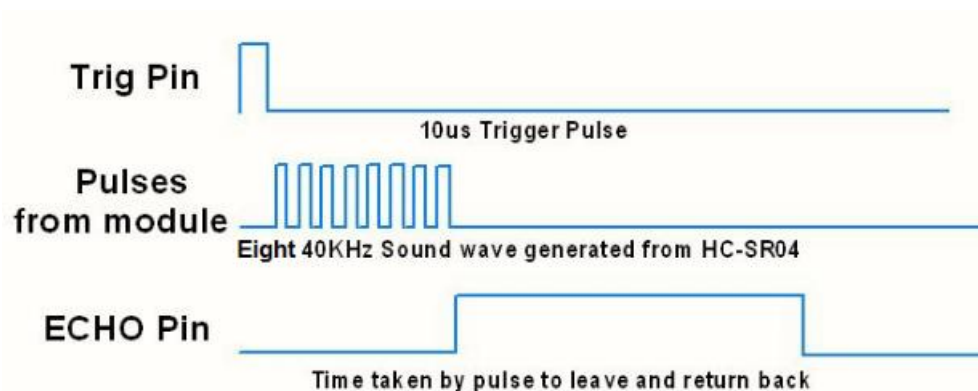 Trig Pin
10us Trigger Pulse
Pulses
from module
Eight 40KHz Sound wave generated from HC-SR04
ECHO Pin
Time taken by pulse to leave and return back